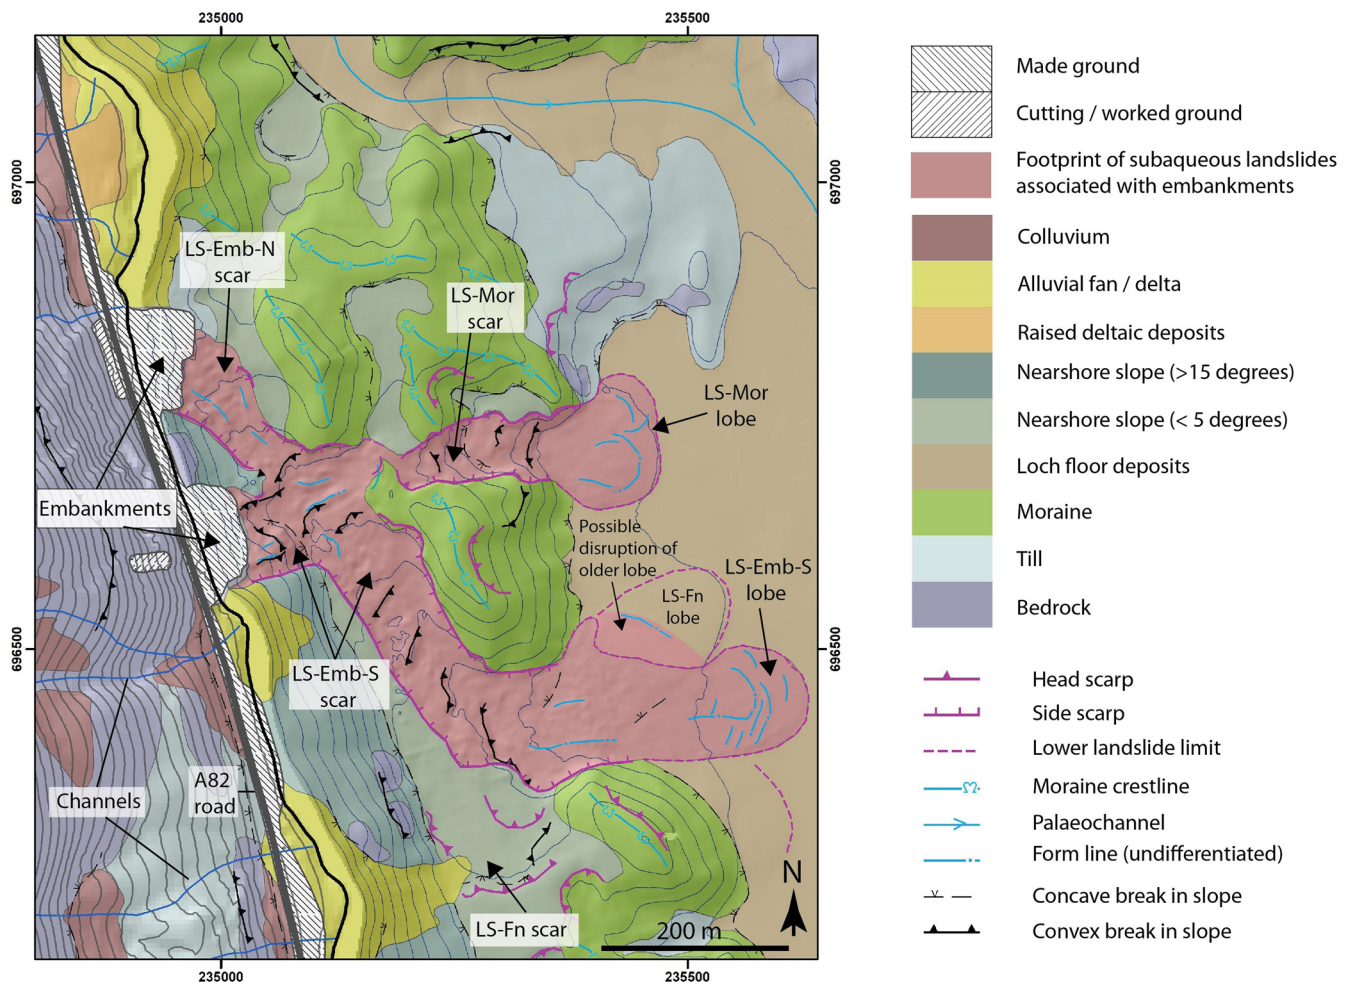 235000
235500
697000
697000
LS-Emb-N
scar
LS-Mor
scar
LS-Mor
lobe
Embankments
Possible
disruption of
older lobe
LS-Fn
lobe
LS-Emb-S
lobe
696500
696500
LS-Emb-S
scar
A82
road
Channels
LS-Fn scar
N
200 m
235000
235500
Made ground
Cutting / worked ground
Footprint of subaqueous landslides
associated with embankments
Colluvium
Alluvial fan / delta
Raised deltaic deposits
Nearshore slope (>15 degrees)
Nearshore slope (< 5 degrees)
Loch floor deposits
Moraine
Till
Bedrock
Head scarp
Side scarp
Lower landslide limit
Moraine crestline
Palaeochannel
Form line (undifferentiated)
Concave break in slope
Convex break in slope